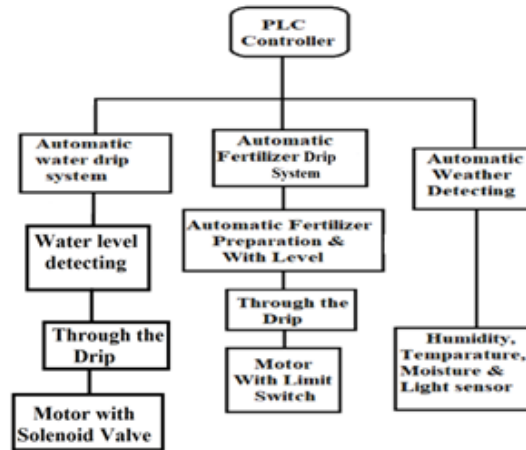 PLC
Controller
Automatic
water drip
system
Automatic
Fertilizer Drip
System
Automatic
Weather
Detecting
Water level
detecting
Automatic Fertilizer
Preparation &
With Level
Through the
Drip
Through the
Drip
Humidity,
Temparature,
Moisture &
Light sensor
Motor
With Limit
Switch
Motor with
Solenoid Valve